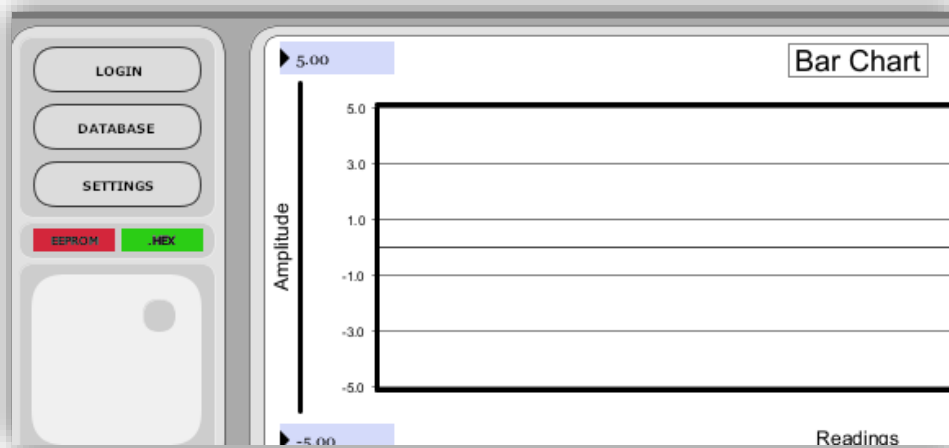 LOGIN
DATABASE
SETTINGS
EEPROM
.HEX
5.00
Bar Chart
5.0
3.0
1.0
-1.0
-3.0
-5.0
Amplitude
-5.00
Readings